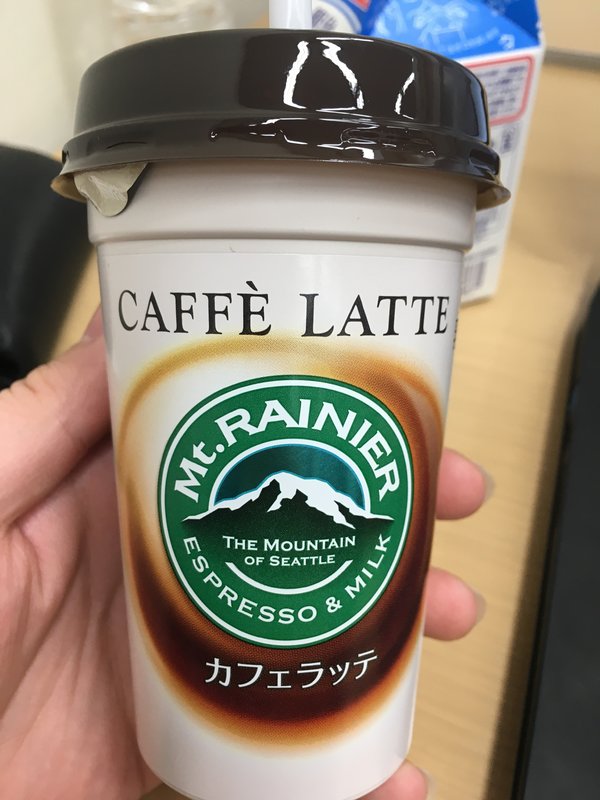 CAFFÈ LATTE
Mt. RAINIER
THE MOUNTAIN
OF SEATTLE
ESPRESSO & MILK
カフェラッテ